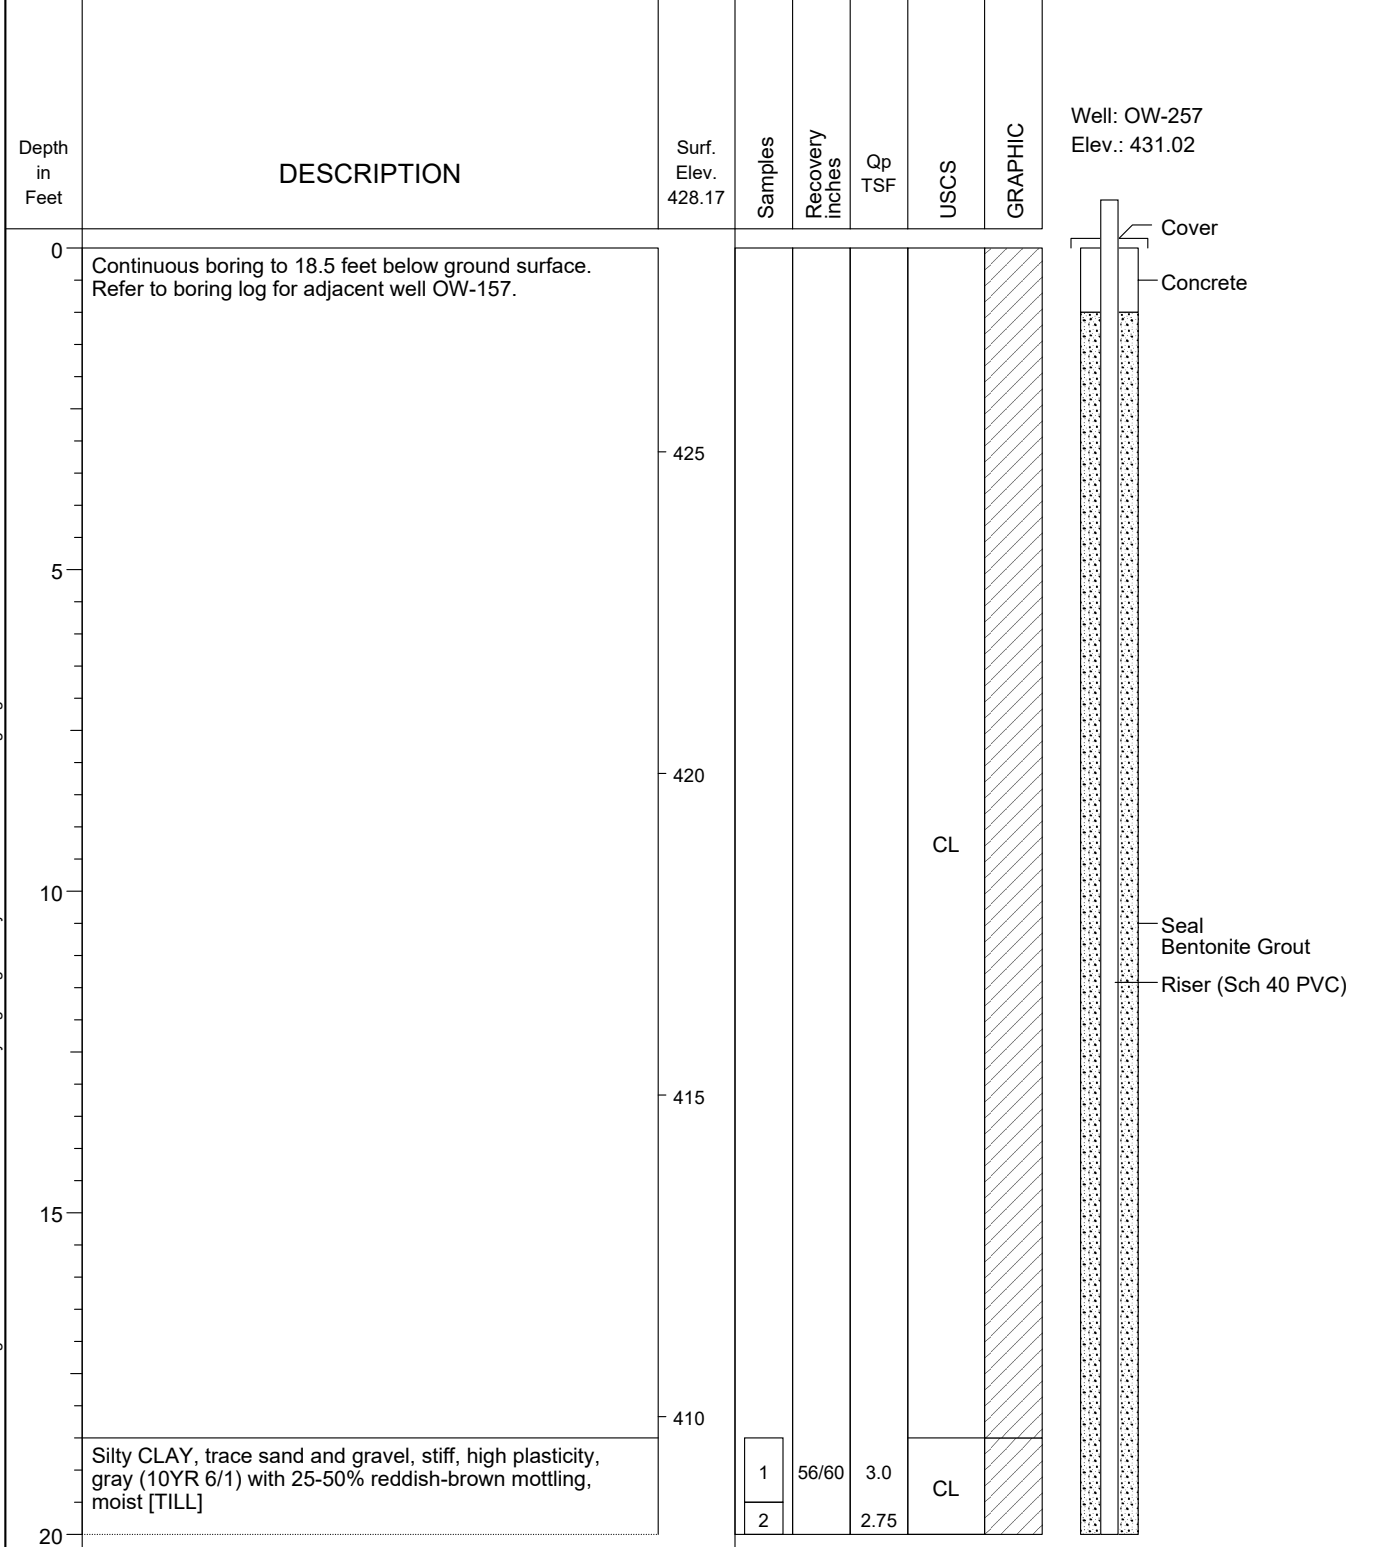 Well: OW-257
Elev.: 431.02
Depth
in
Feet
DESCRIPTION
Surf.
Elev.
428.17
Samples
Recovery
inches
Qp
TSF
USCS
GRAPHIC
Cover
0
Continuous boring to 18.5 feet below ground surface.
Refer to boring log for adjacent well OW-157.
Concrete
425
5
420
CL
10
Seal
Bentonite Grout
Riser (Sch 40 PVC)
415
15
410
Silty CLAY, trace sand and gravel, stiff, high plasticity,
gray (10YR 6/1) with 25-50% reddish-brown mottling,
moist [TILL]
1
56/60
3.0
CL
2
2.75
20